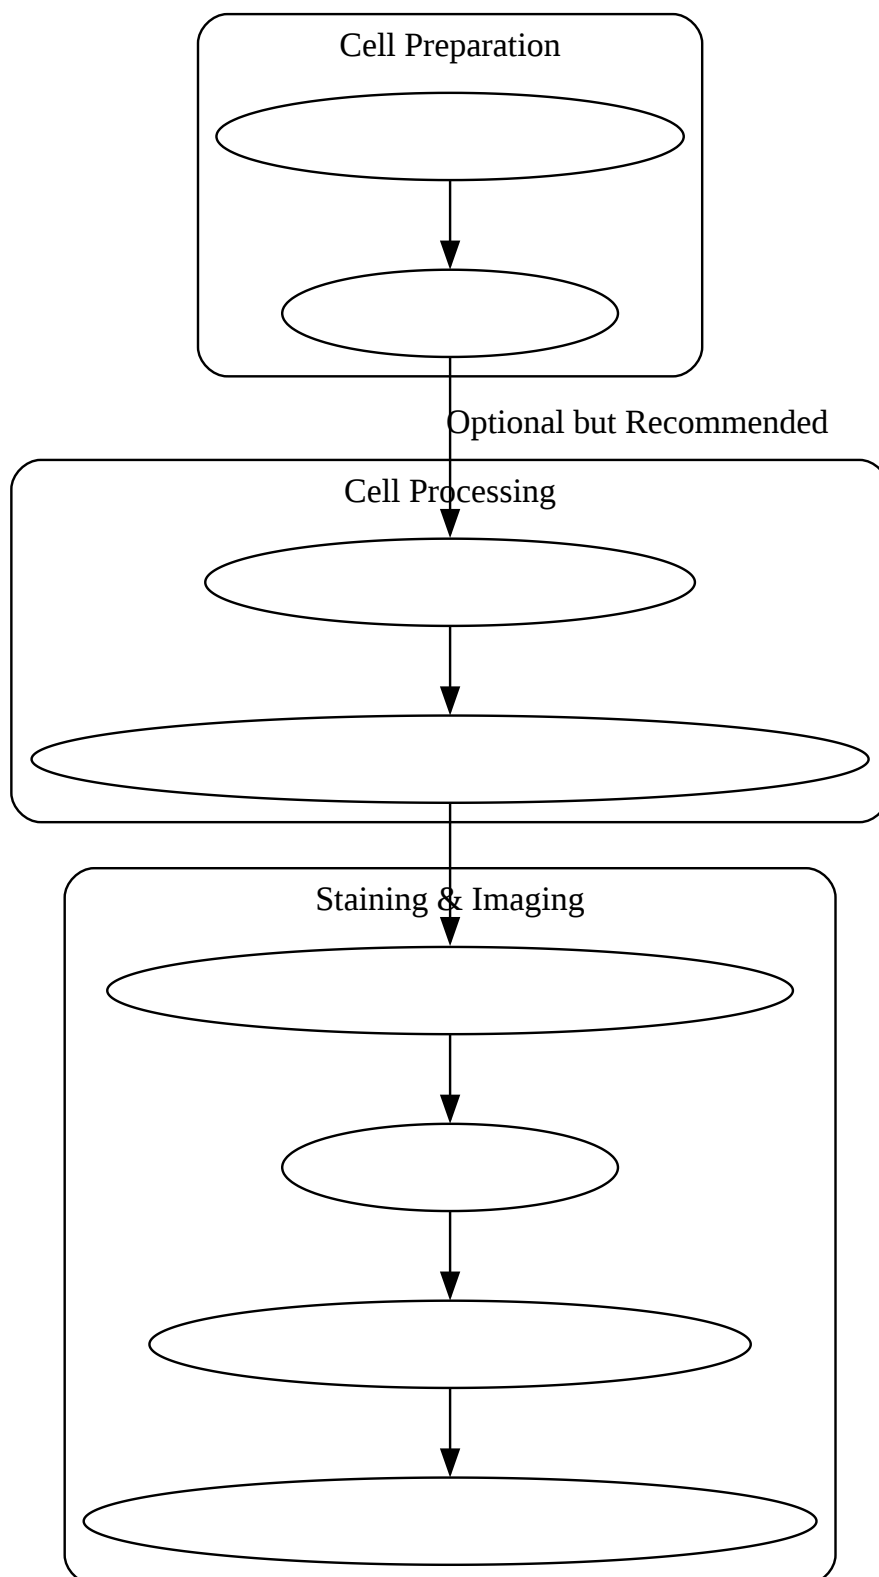 Cell Preparation
Optional but Recommended
Cell Processing
Staining & Imaging